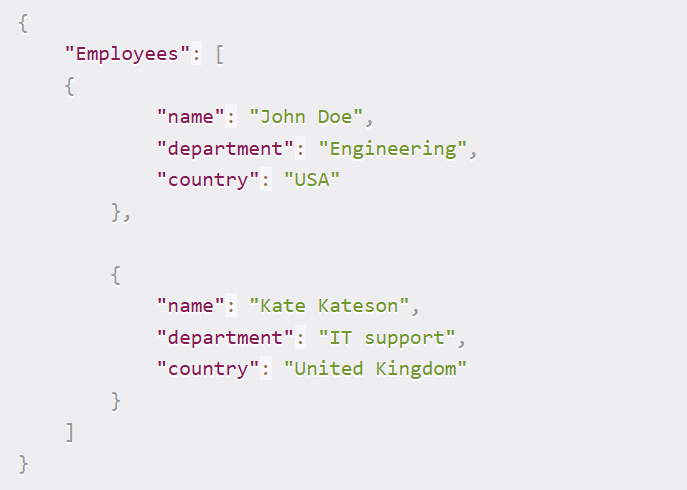 {
    "Employees": [
    {
            "name": "John Doe",
            "department": "Engineering",
            "country": "USA"
        },

        {
            "name": "Kate Kateson",
            "department": "IT support",
            "country": "United Kingdom"
        }
    ]
}